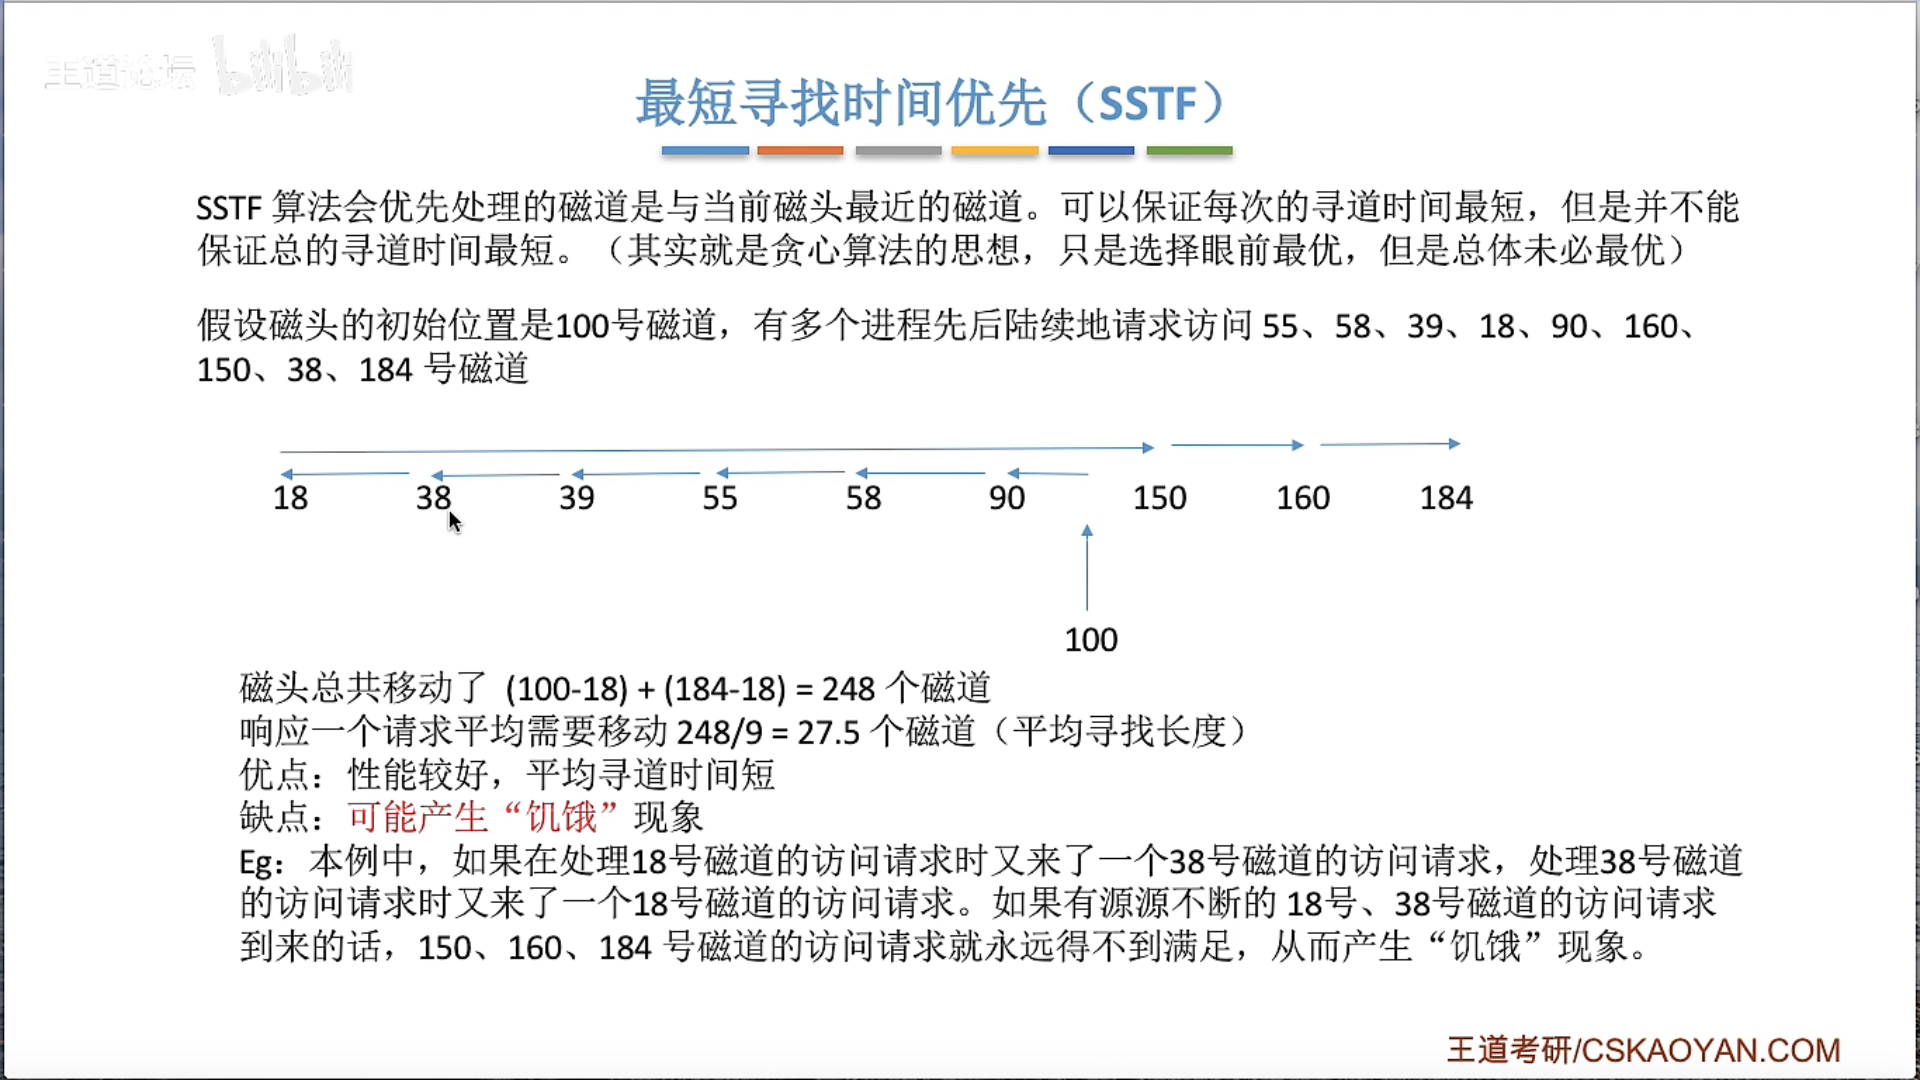 王道论坛 bilibili
最短寻找时间优先（SSTF）
SSTF 算法会优先处理的磁道是与当前磁头最近的磁道。可以保证每次的寻道时间最短，但是并不能
保证总的寻道时间最短。（其实就是贪心算法的思想，只是选择眼前最优，但是总体未必最优）
假设磁头的初始位置是100号磁道，有多个进程先后陆续地请求访问 55、58、39、18、90、160、
150、38、184 号磁道
18 38 39 55 58 90 150 160 184
100
磁头总共移动了 (100-18) + (184-18) = 248 个磁道
响应一个请求平均需要移动 248/9 = 27.5 个磁道（平均寻找长度）
优点：性能较好，平均寻道时间短
缺点：可能产生“饥饿”现象
Eg：本例中，如果在处理18号磁道的访问请求时又来了一个38号磁道的访问请求，处理38号磁道
的访问请求时又来了一个18号磁道的访问请求。如果有源源不断的 18号、38号磁道的访问请求
到来的话，150、160、184 号磁道的访问请求就永远得不到满足，从而产生“饥饿”现象。
王道考研/CSKAOYAN.COM